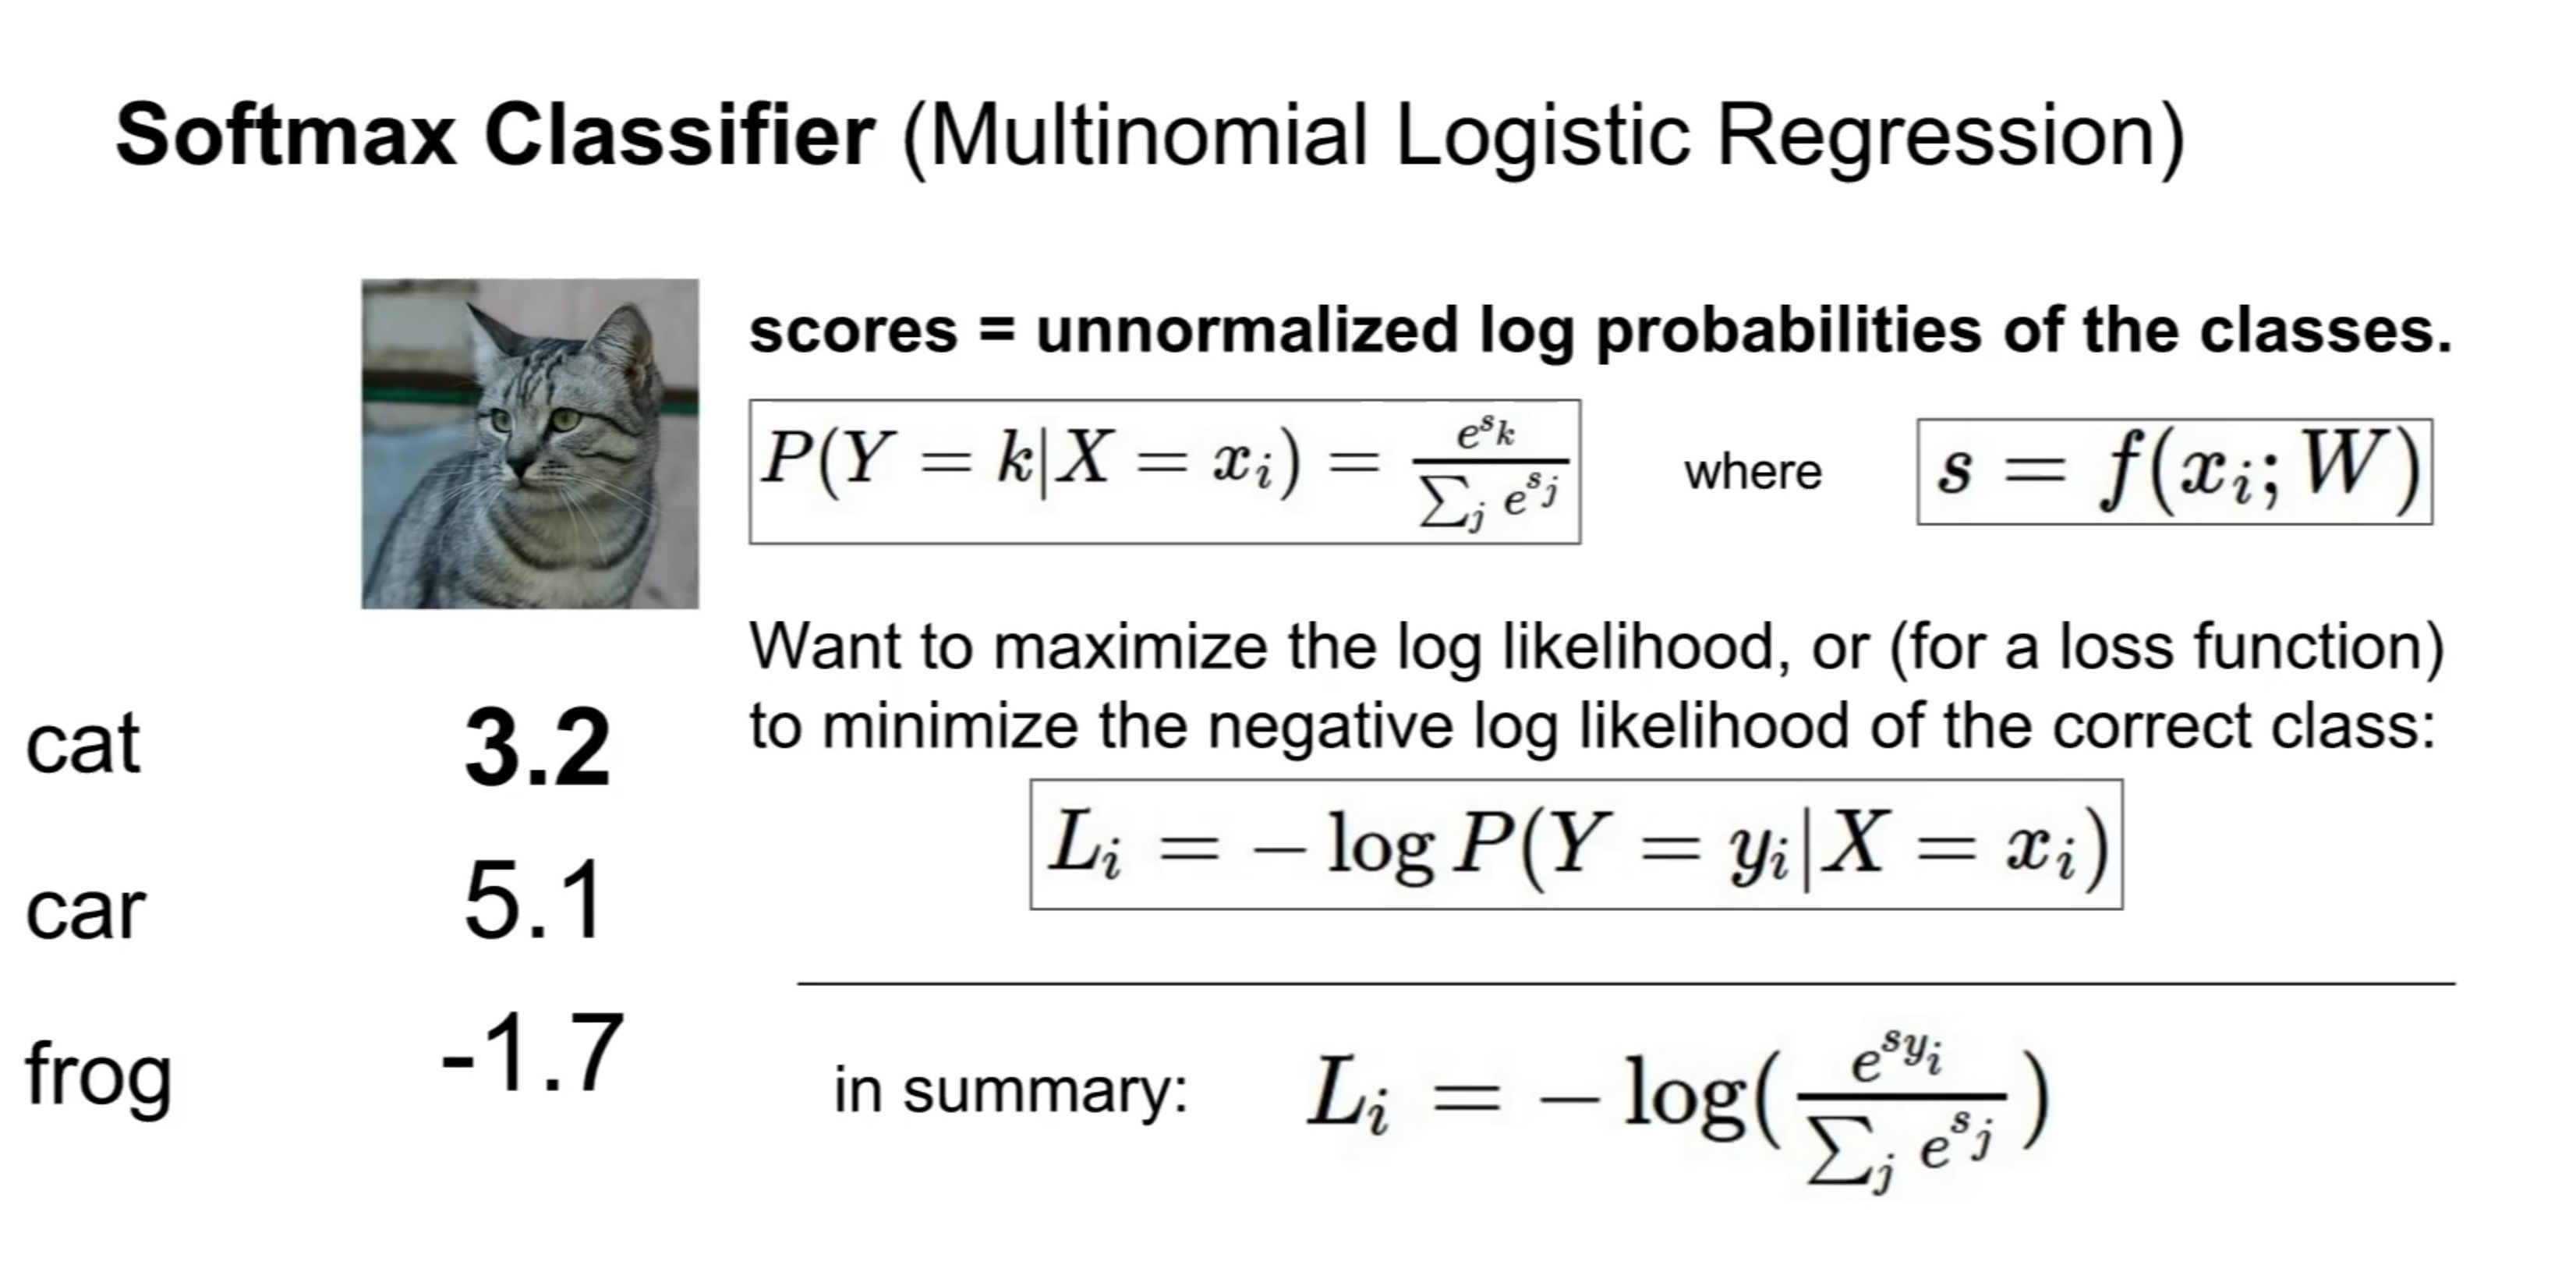 Softmax Classifier (Multinomial Logistic Regression)
scores = unnormalized log probabilities of the classes.
P(Y = k|X = x_i) = \frac{e^{s_k}}{\sum_j e^{s_j}} where s = f(x_i; W)
Want to maximize the log likelihood, or (for a loss function)
to minimize the negative log likelihood of the correct class:
L_i = − log P(Y = y_i|X = x_i)
in summary: L_i = − log(\frac{e^{s_{y_i}}}{\sum_j e^{s_j}})
cat 3.2
car 5.1
frog -1.7